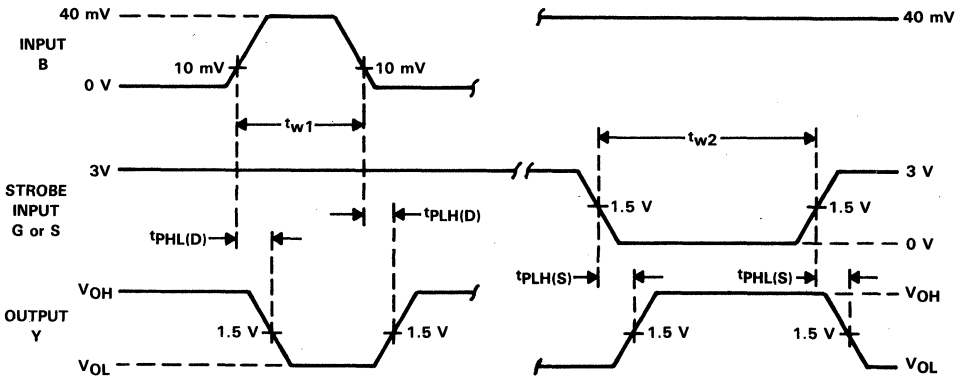 40 mV
40 mV
INPUT
B
10 mV
10 mV
0 V
tw1
tw2
3V
3 V
STROBE
INPUT
G or S
1.5 V
1.5 V
tPLH(D)
tPHL(D)
0 V
tPLH(S)
tPHL(S)
VOH
VOH
OUTPUT
Y
1.5 V
1.5 V
1.5 V
1.5 V
VOL
VOL